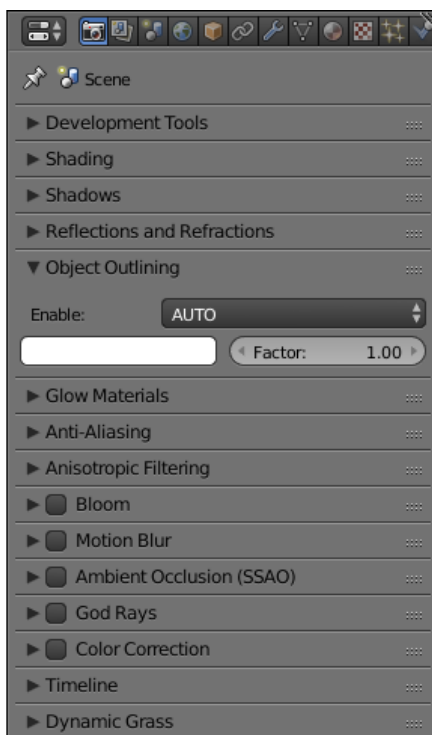 Scene
Development Tools
Shading
Shadows
Reflections and Refractions
Object Outlining
Enable: AUTO
Factor: 1.00
Glow Materials
Anti-Aliasing
Anisotropic Filtering
Bloom
Motion Blur
Ambient Occlusion (SSAO)
God Rays
Color Correction
Timeline
Dynamic Grass